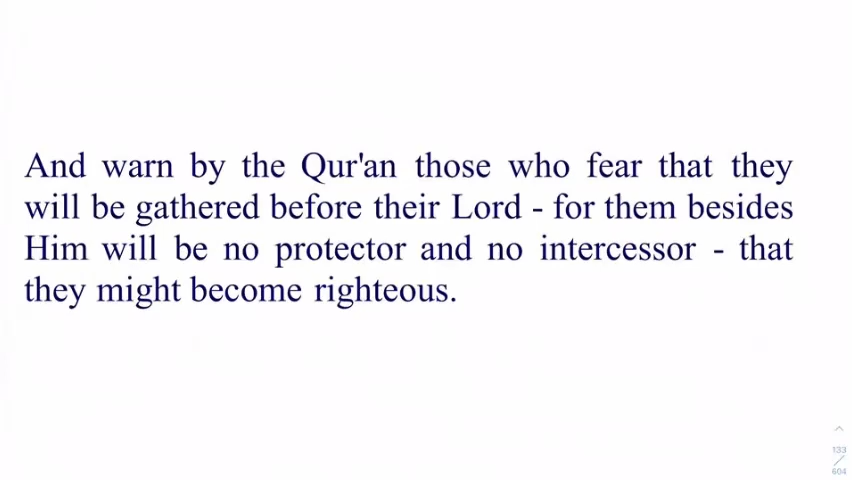 And warn by the Qur'an those who fear that they
will be gathered before their Lord - for them besides
Him will be no protector and no intercessor - that
they might become righteous.
133
/
604